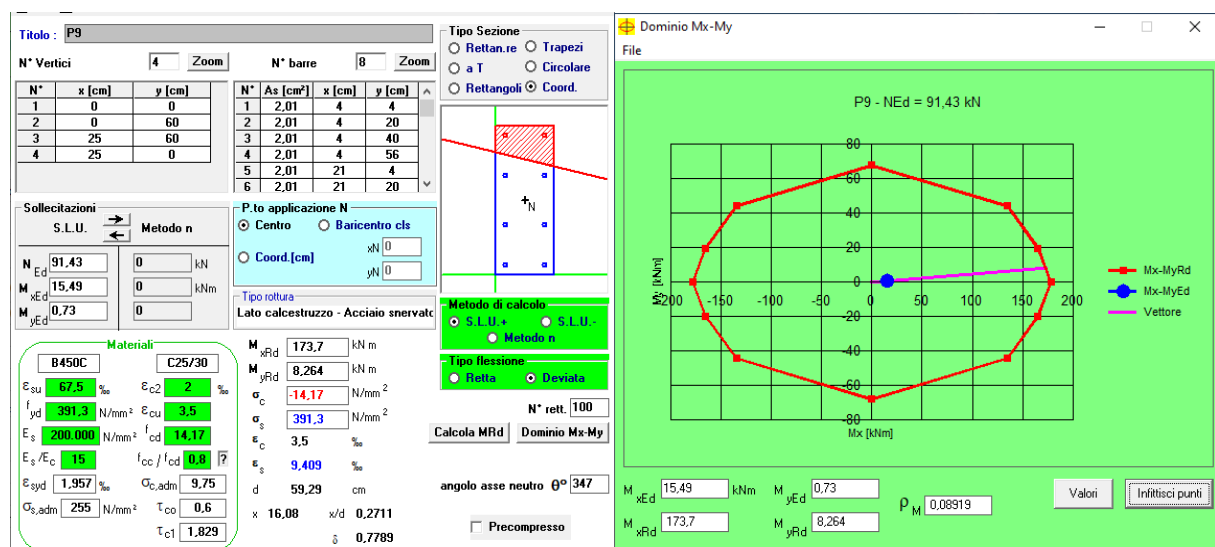 Titolo : P9
N° Vertici 4 Zoom N° barre 8 Zoom
N° x [cm] y [cm]
1 0 0
2 0 60
3 25 60
4 25 0
N° As [cm²] x [cm] y [cm]
1 2,01 4 4
2 2,01 4 20
3 2,01 4 40
4 2,01 4 56
5 2,01 21 4
6 2,01 21 20
Tipo Sezione
Rettan.re Trapezi
a T Circolare
Rettangoli Coord.
N
Sollecitazioni
S.L.U. Metodo n
N Ed 91,43 0 kN
M xEd 15,49 0 kNm
M yEd 0,73 0
P.to applicazione N
Centro Baricentro cls
Coord.[cm] xN 0
yN 0
Tipo rottura
Lato calcestruzzo - Acciaio snervato
Metodo di calcolo
S.L.U.+ S.L.U.-
Metodo n
Tipo flessione
Retta Deviata
N° rett. 100
Calcola MRd Dominio Mx-My
angolo asse neutro θ° 347
Precompresso
Materiali
B450C C25/30
εsu 67,5 ‰ εc2 2 ‰
fyd 391,3 N/mm² εcu 3,5
Es 200.000 N/mm² fcd 14,17
Es/Ec 15 fcc / fcd 0,8 ?
εsyd 1,957 ‰ σc,adm 9,75
σs,adm 255 N/mm² τco 0,6
τc1 1,829
M xRd 173,7 kN m
M yRd 8,264 kN m
σc -14,17 N/mm²
σs 391,3 N/mm²
εc 3,5 ‰
εs 9,409 ‰
d 59,29 cm
x 16,08 x/d 0,2711
δ 0,7789
Dominio Mx-My
File
P9 - NEd = 91,43 kN
80
60
40
20
0
-200 -150 -100 -50 0 50 100 150 200
-20
-40
-60
-80
My [kNm]
Mx [kNm]
Mx-MyRd
Mx-MyEd
Vettore
M xEd 15,49 kNm M yEd 0,73
M xRd 173,7 M yRd 8,264
ρ M 0,08919
Valori Infittisci punti